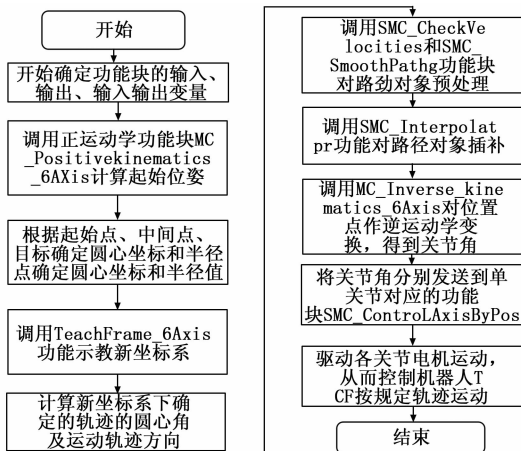 开始
开始确定功能块的输入、
输出、输入输出变量
调用正运动学功能块MC
_Positivekinematics
_6AXis计算起始位姿
根据起始点、中间点、
目标确定圆心坐标和半径
点确定圆心坐标和半径值
调用TeachFrame_6Axis
功能示教新坐标系
计算新坐标系下确
定的轨迹的圆心角
及运动轨迹方向
调用SMC_CheckVe
locities和SMC_
SmoothPathg功能块
对路劲对象预处理
调用SMC_Interpolat
pr功能对路径对象插补
调用MC_Inverse_kine
matics_6Axis对位置
点作逆运动学变
换，得到关节角
将关节角分别发送到单
关节对应的功能
块SMC_ControLAxisByPos
驱动各关节电机运动，
从而控制机器人T
CF按规定轨迹运动
结束